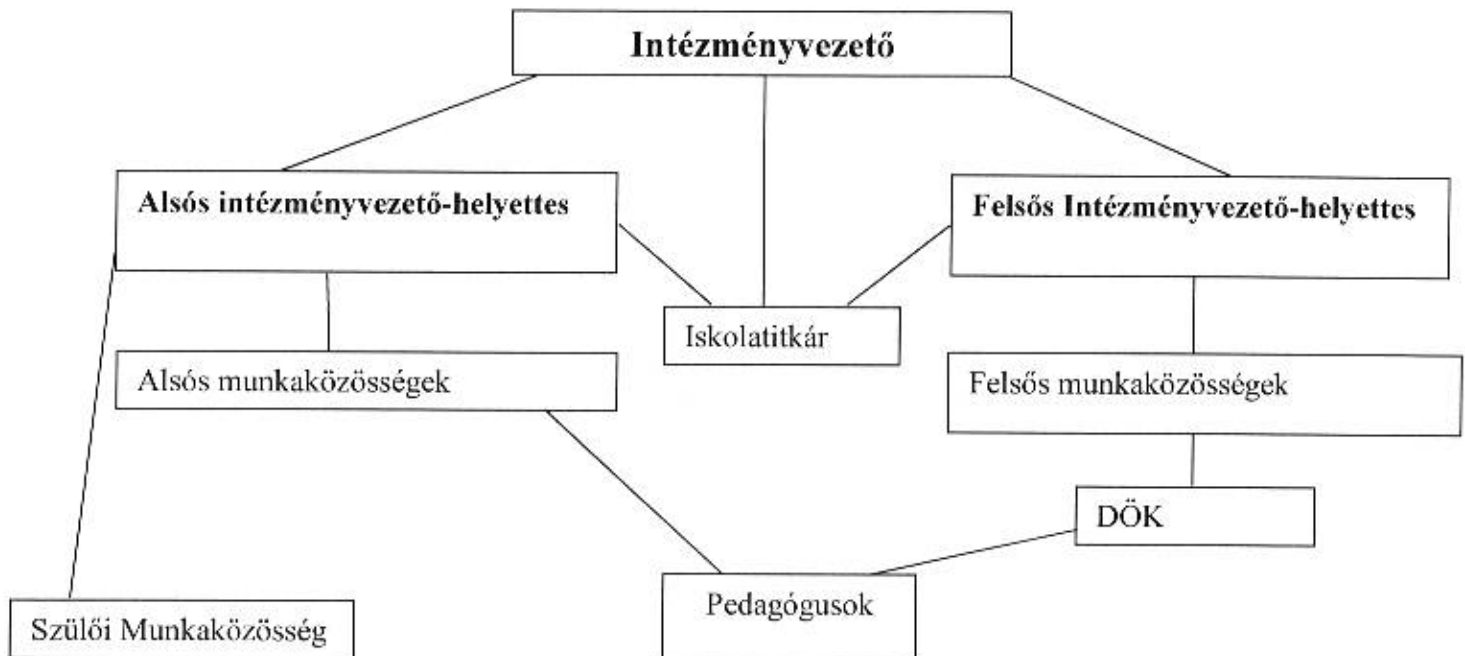 Intézményvezető
Alsós intézményvezető-helyettes
Felsős Intézményvezető-helyettes
Iskolatitkár
Alsós munkaközösségek
Felsős munkaközösségek
DÖK
Pedagógusok
Szülői Munkaközösség